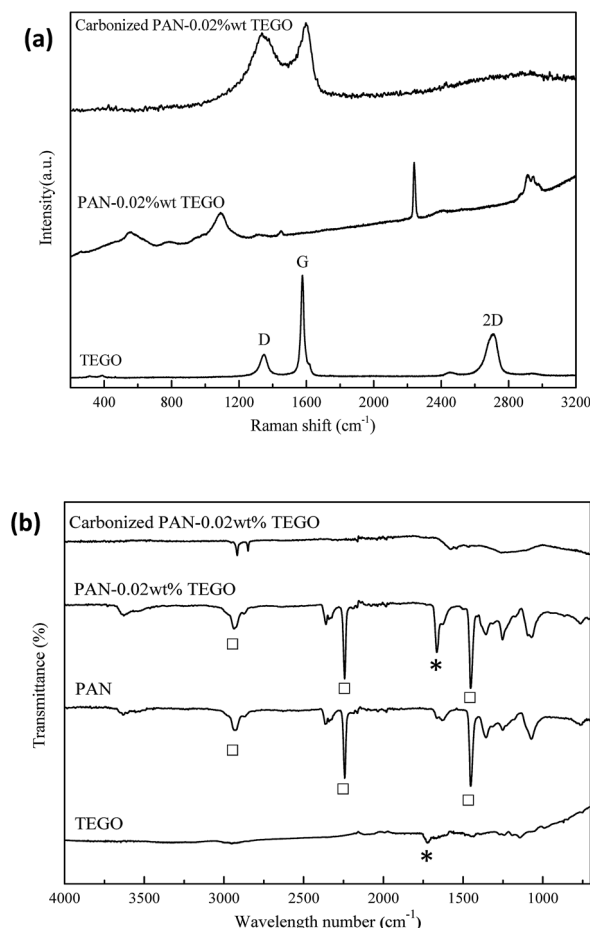 (a)
Carbonized PAN-0.02%wt TEGO
PAN-0.02%wt TEGO
G
D
2D
TEGO
Intensity(a.u.)
400 800 1200 1600 2000 2400 2800 3200
Raman shift (cm-1)
(b)
Carbonized PAN-0.02wt% TEGO
PAN-0.02wt% TEGO
*
PAN
TEGO
*
Transmittance (%)
4000 3500 3000 2500 2000 1500 1000
Wavelength number (cm-1)